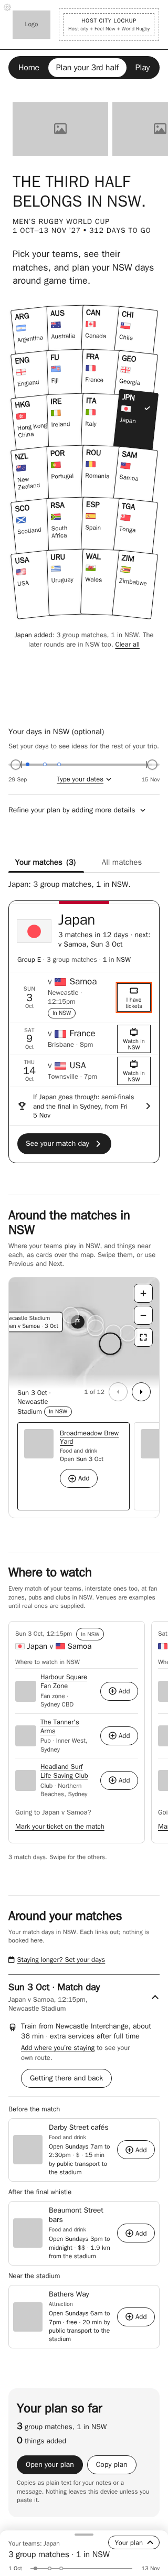 Logo
HOST CITY LOCKUP
Host city + Feel New + World Rugby
Home
Plan your 3rd half
Play
THE THIRD HALF
BELONGS IN NSW.
MEN'S RUGBY WORLD CUP
1 OCT–13 NOV '27 • 312 DAYS TO GO
Pick your teams, see their
matches, and plan your NSW days
around game time.
ARG
Argentina
AUS
Australia
CAN
Canada
CHI
Chile
ENG
England
FIJ
Fiji
FRA
France
GEO
Georgia
HKG
Hong Kong
China
IRE
Ireland
ITA
Italy
JPN
Japan
NZL
New
Zealand
POR
Portugal
ROU
Romania
SAM
Samoa
SCO
Scotland
RSA
South
Africa
ESP
Spain
TGA
Tonga
USA
USA
URU
Uruguay
WAL
Wales
ZIM
Zimbabwe
Japan added: 3 group matches, 1 in NSW. The
later rounds are in NSW too. Clear all
Your days in NSW (optional)
Set your days to see ideas for the rest of your trip.
29 Sep
Type your dates
15 Nov
Refine your plan by adding more details
Your matches (3)
All matches
Japan: 3 group matches, 1 in NSW.
Japan
3 matches in 12 days · next:
v Samoa, Sun 3 Oct
Group E · 3 group matches · 1 in NSW
SUN
3
Oct
v Samoa
Newcastle ·
12:15pm
In NSW
I have
tickets
SAT
9
Oct
v France
Brisbane · 8pm
Watch in
NSW
THU
14
Oct
v USA
Townsville · 7pm
Watch in
NSW
If Japan goes through: semi-finals
and the final in Sydney, from Fri
5 Nov
See your match day
Around the matches in
NSW
Where your teams play in NSW, and things near
each, as cards over the map. Swipe them, or use
Previous and Next.
wcastle Stadium
pan v Samoa · 3 Oct
Sun 3 Oct ·
Newcastle
Stadium
In NSW
1 of 12
Broadmeadow Brew
Yard
Food and drink
Open Sun 3 Oct
Add
Where to watch
Every match of your teams, interstate ones too, at fan
zones, pubs and clubs in NSW. Venues are examples
until real ones are supplied.
Sun 3 Oct, 12:15pm
In NSW
Japan v Samoa
Where to watch in NSW
Harbour Square
Fan Zone
Fan zone ·
Sydney CBD
Add
The Tanner's
Arms
Pub · Inner West,
Sydney
Add
Headland Surf
Life Saving Club
Club · Northern
Beaches, Sydney
Add
Going to Japan v Samoa?
Mark your ticket on the match
3 match days. Swipe for the others.
Around your matches
Your match days in NSW. Each links out; nothing is
booked here.
Staying longer? Set your days
Sun 3 Oct · Match day
Japan v Samoa, 12:15pm,
Newcastle Stadium
Train from Newcastle Interchange, about
36 min · extra services after full time
Add where you're staying to see your
own route.
Getting there and back
Before the match
Darby Street cafés
Food and drink
Open Sundays 7am to
2:30pm · $ · 15 min
by public transport to
the stadium
Add
After the final whistle
Beaumont Street
bars
Food and drink
Open Sundays 3pm to
midnight · $$ · 1.9 km
from the stadium
Add
Near the stadium
Bathers Way
Attraction
Open Sundays 6am to
7pm · free · 20 min by
public transport to the
stadium
Add
Your plan so far
3 group matches, 1 in NSW
0 things added
Open your plan
Copy plan
Copies as plain text for your notes or a
message. Nothing leaves this device unless you
paste it.
Your teams: Japan
3 group matches · 1 in NSW
Your plan
1 Oct
13 Nov